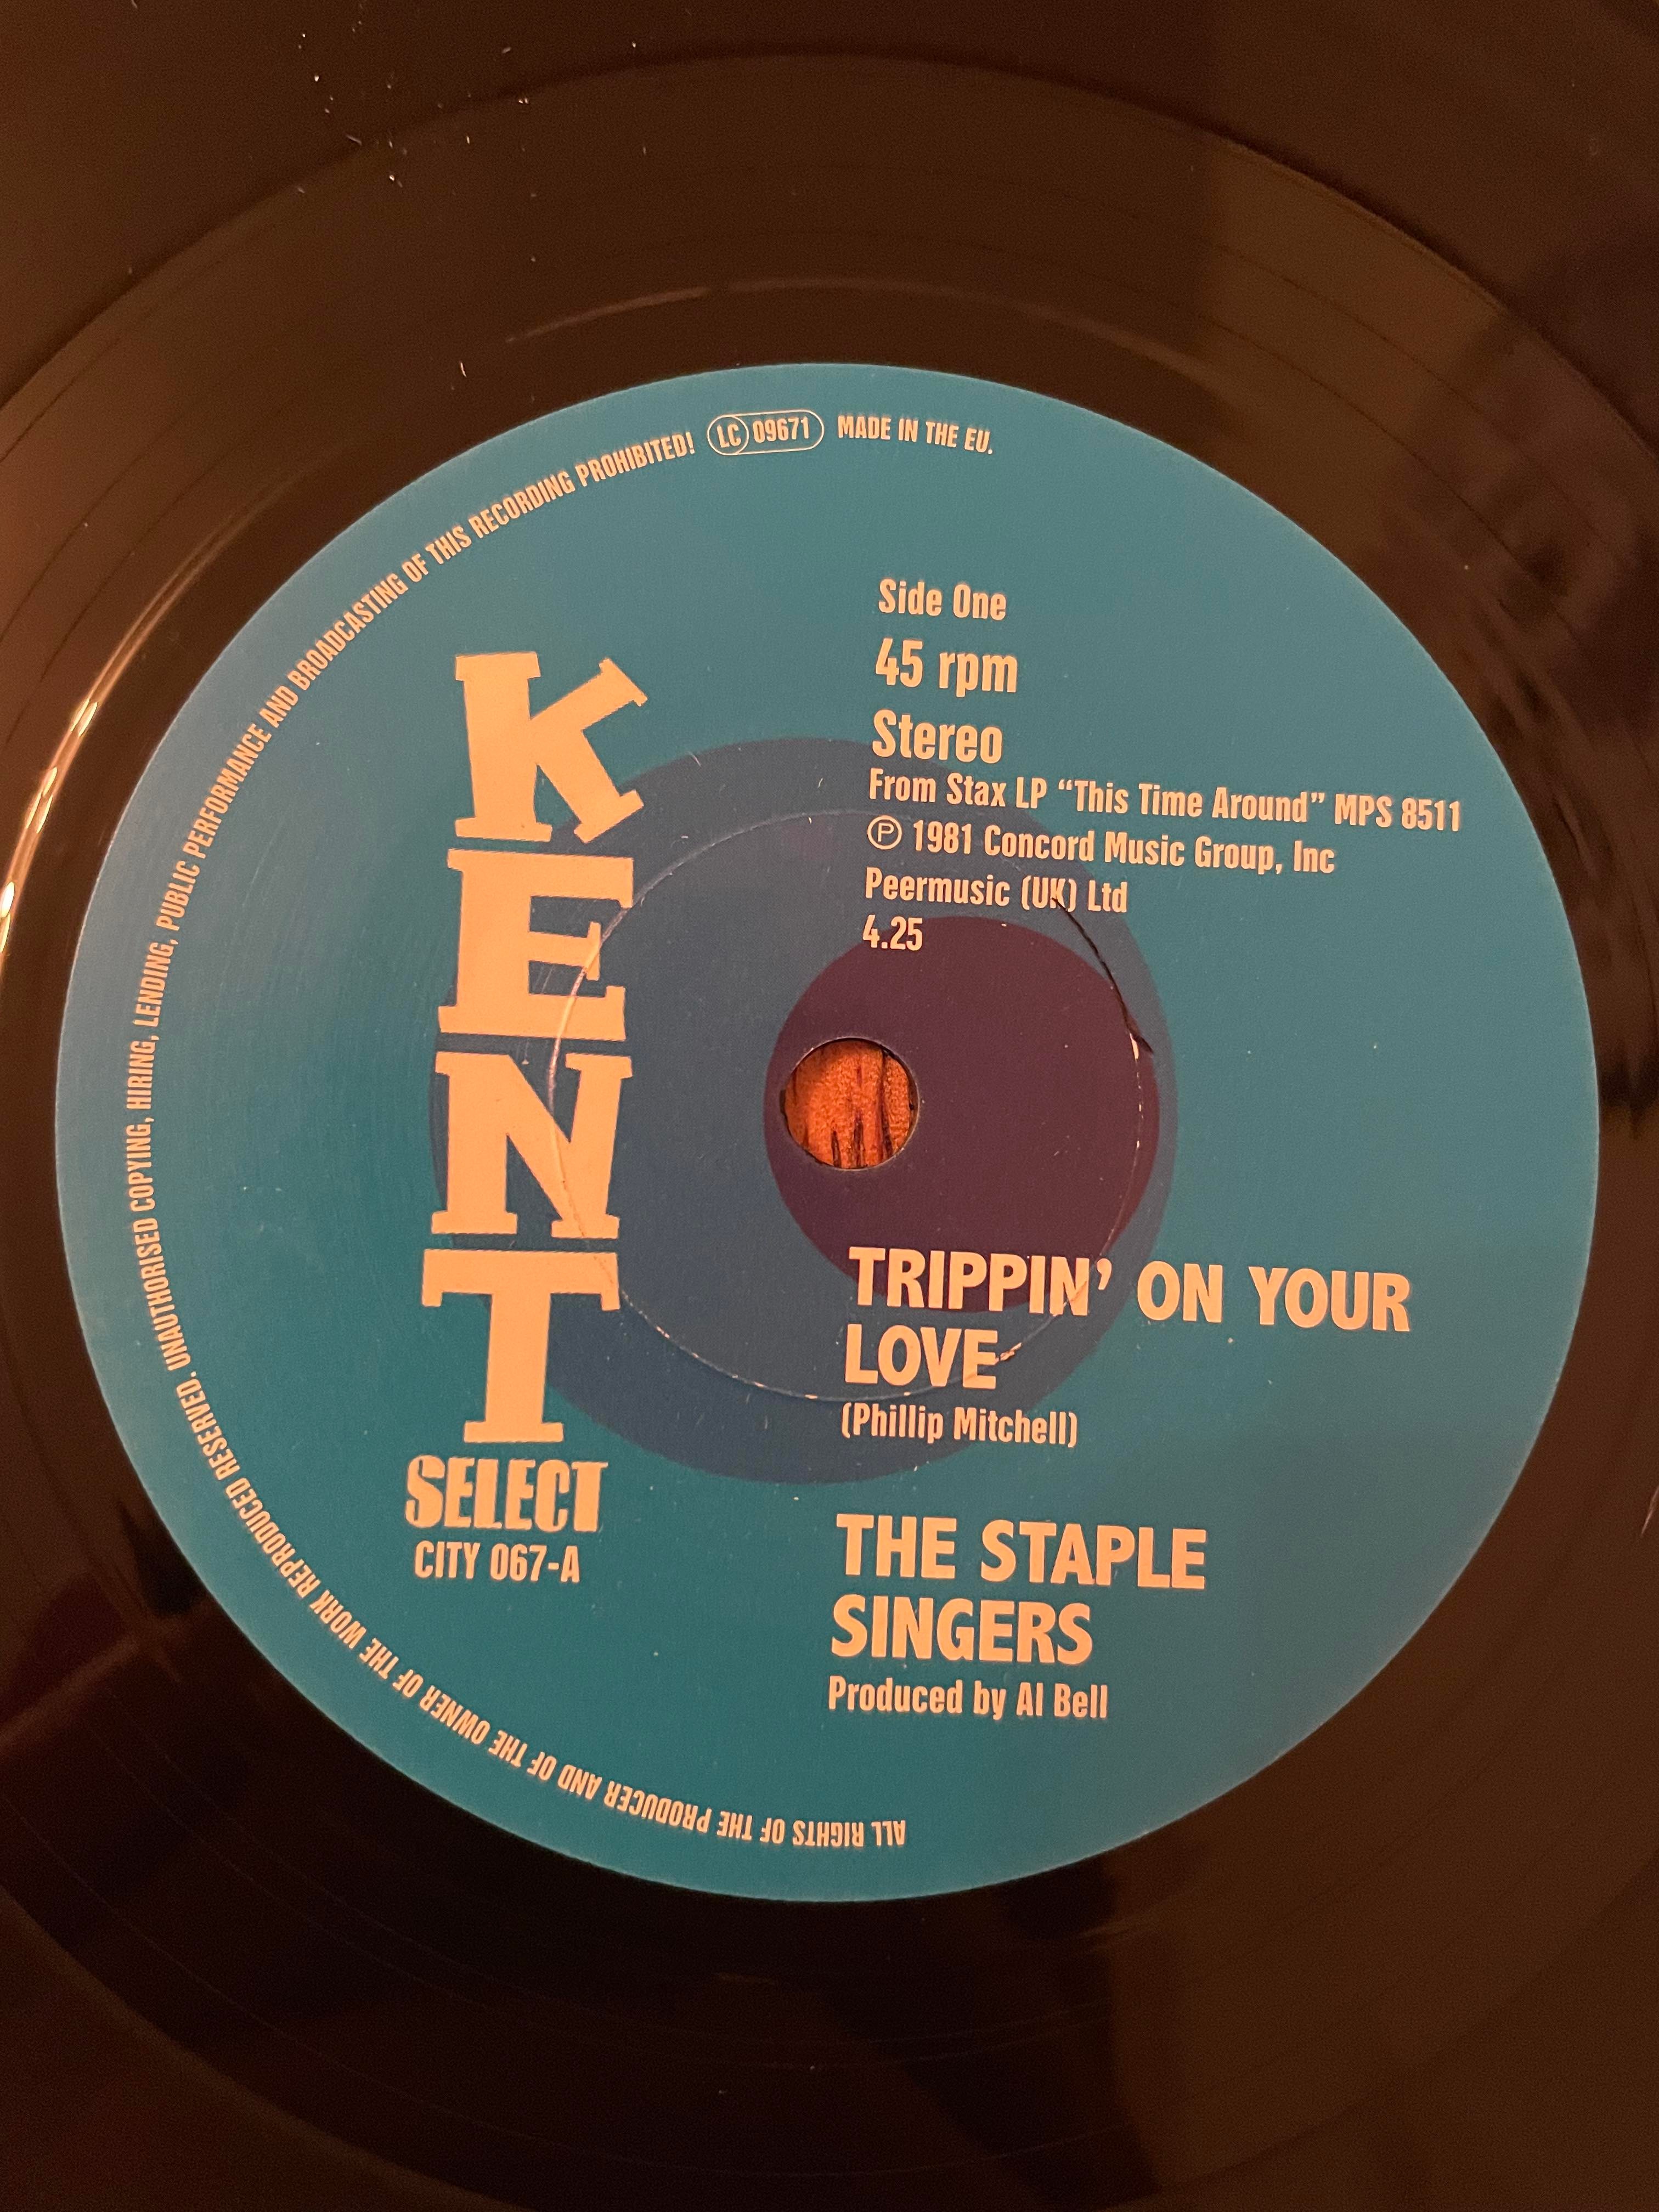 ALL RIGHTS OF THE PRODUCER AND OF THE OWNER OF THE WORK REPRODUCED RESERVED. UNAUTHORISED COPYING, HIRING, LENDING, PUBLIC PERFORMANCE AND BROADCASTING OF THIS RECORDING PROHIBITED! LC 09671 MADE IN THE EU.
KENT
SELECT
CITY 067-A
Side One
45 rpm
Stereo
From Stax LP “This Time Around” MPS 8511
℗ 1981 Concord Music Group, Inc
Peermusic (UK) Ltd
4.25
TRIPPIN’ ON YOUR
LOVE
(Phillip Mitchell)
THE STAPLE
SINGERS
Produced by Al Bell